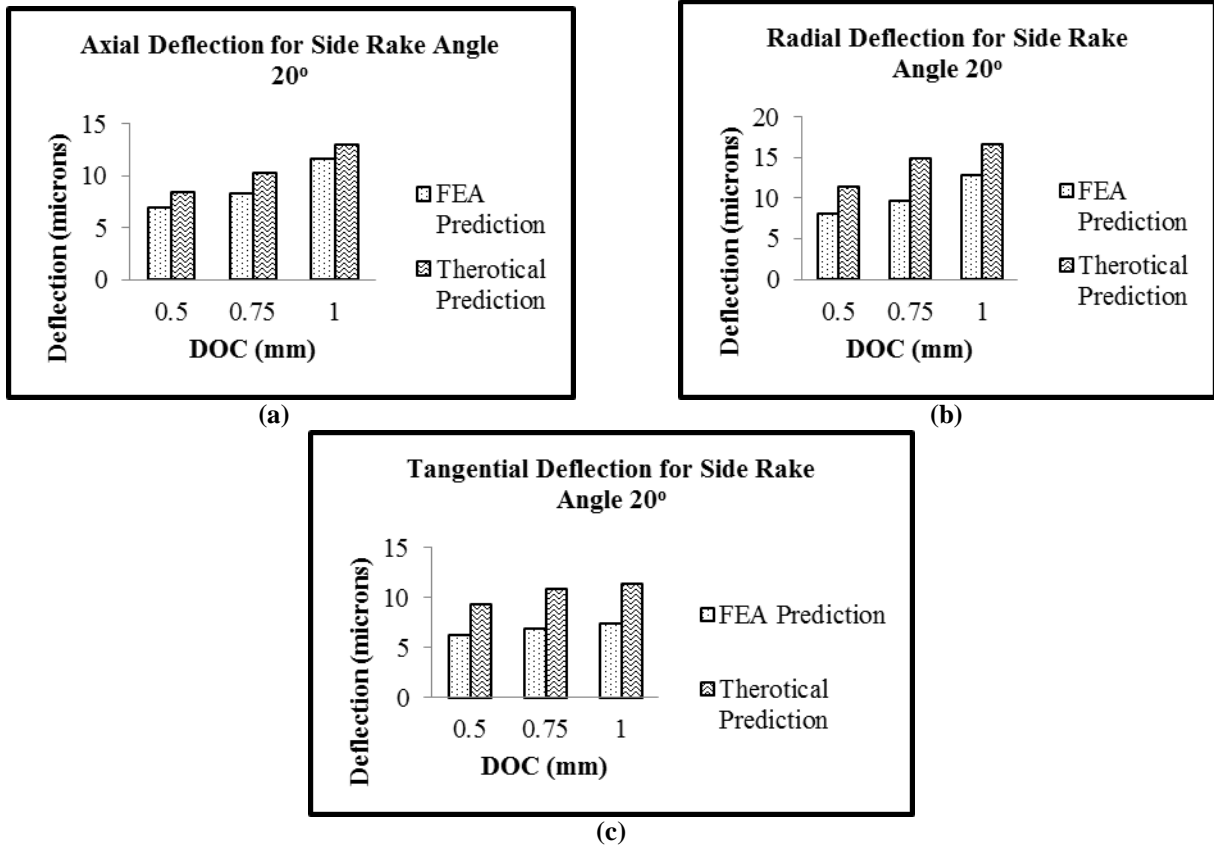 Axial Deflection for Side Rake Angle
20°
Deflection (microns)
15
10
5
0
0.5 0.75 1
DOC (mm)
FEA
Prediction
Therotical
Prediction
(a)
Radial Deflection for Side Rake
Angle 20°
Deflection (microns)
20
15
10
5
0
0.5 0.75 1
DOC (mm)
FEA
Prediction
Therotical
Prediction
(b)
Tangential Deflection for Side Rake
Angle 20°
Deflection (microns)
15
10
5
0
0.5 0.75 1
DOC (mm)
FEA Prediction
Therotical
Prediction
(c)